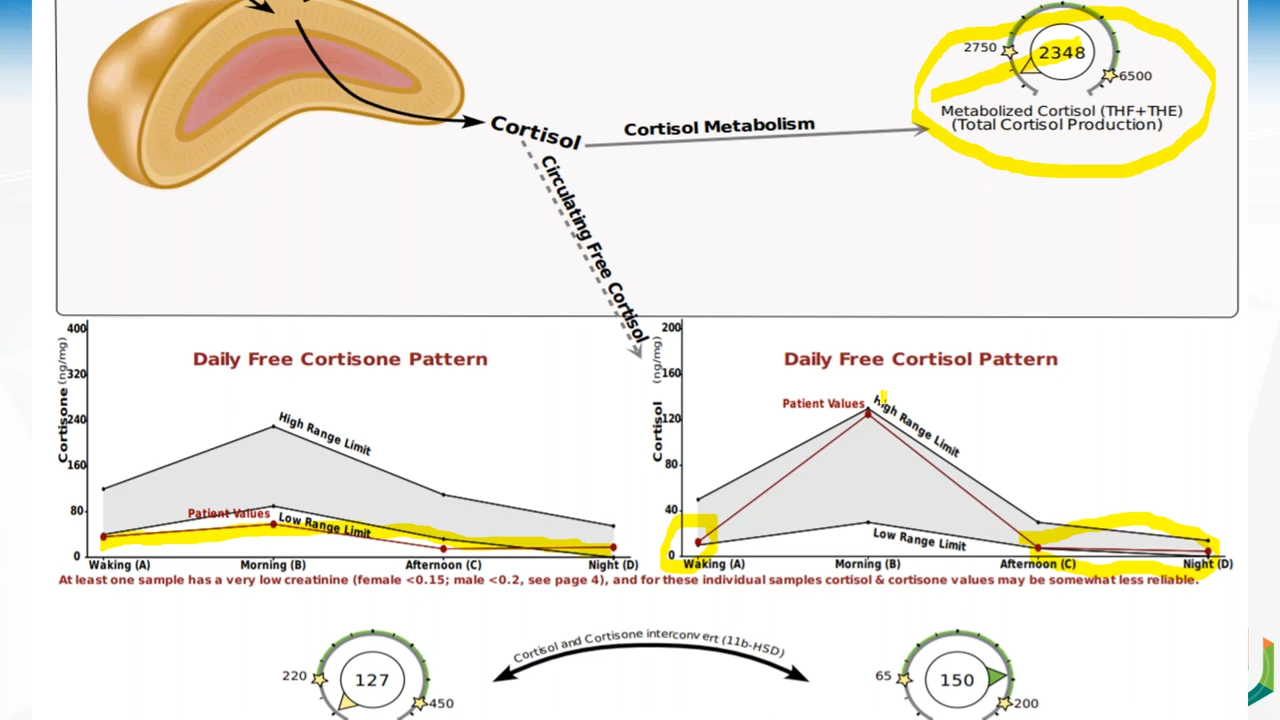 2750
2348
6500
Metabolized Cortisol (THF+THE)
(Total Cortisol Production)
Cortisol
Cortisol Metabolism
Circulating Free Cortisol
Daily Free Cortisone Pattern
Cortisone (ng/mg)
400
320
240
160
80
0
High Range Limit
Patient Values
Low Range Limit
Waking (A)
Morning (B)
Afternoon (C)
Night (D)
Daily Free Cortisol Pattern
Cortisol (ng/mg)
200
160
120
80
40
0
Patient Values
High Range Limit
Low Range Limit
Waking (A)
Morning (B)
Afternoon (C)
Night (D)
At least one sample has a very low creatinine (female <0.15; male <0.2, see page 4), and for these individual samples cortisol & cortisone values may be somewhat less reliable.
Cortisol and Cortisone interconvert (11b-HSD)
220
127
450
65
150
200